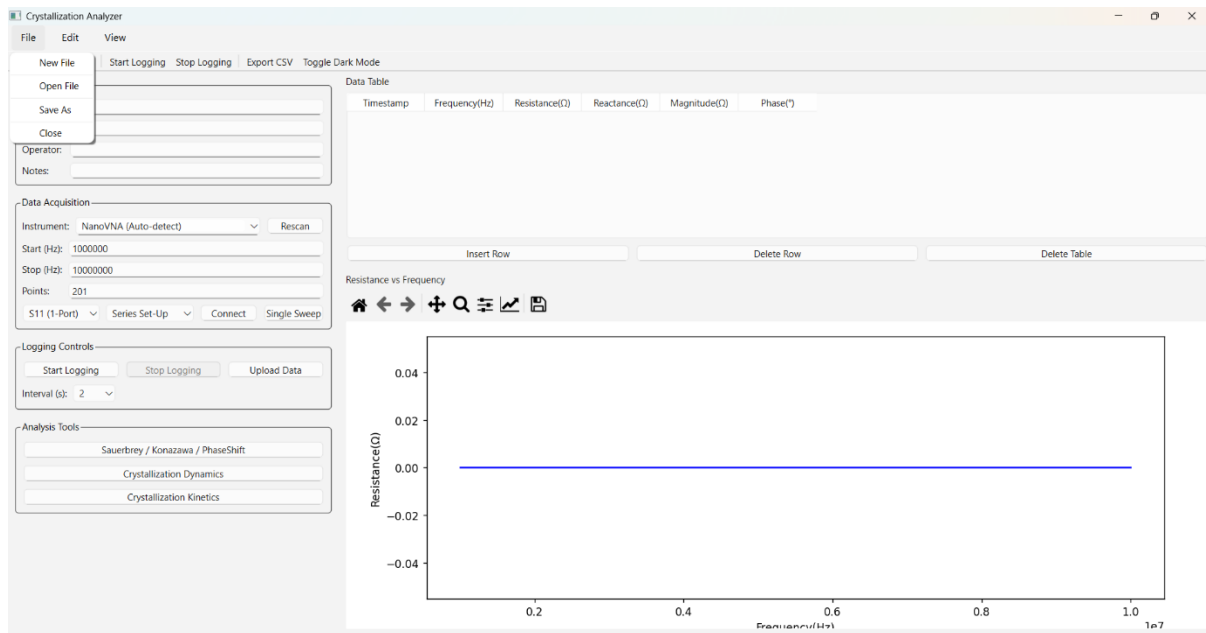 Crystallization Analyzer
File Edit View
New File
Open File
Save As
Close
Start Logging Stop Logging Export CSV Toggle Dark Mode
Operator:
Notes:
Data Acquisition
Instrument: NanoVNA (Auto-detect) Rescan
Start (Hz): 1000000
Stop (Hz): 10000000
Points: 201
S11 (1-Port) Series Set-Up Connect Single Sweep
Logging Controls
Start Logging Stop Logging Upload Data
Interval (s): 2
Analysis Tools
Sauerbrey / Konazawa / PhaseShift
Crystallization Dynamics
Crystallization Kinetics
Data Table
Timestamp Frequency(Hz) Resistance(Ω) Reactance(Ω) Magnitude(Ω) Phase(°)
Insert Row Delete Row Delete Table
Resistance vs Frequency
Resistance(Ω)
0.04
0.02
0.00
−0.02
−0.04
0.2 0.4 0.6 0.8 1.0
Frequency(Hz) 1e7